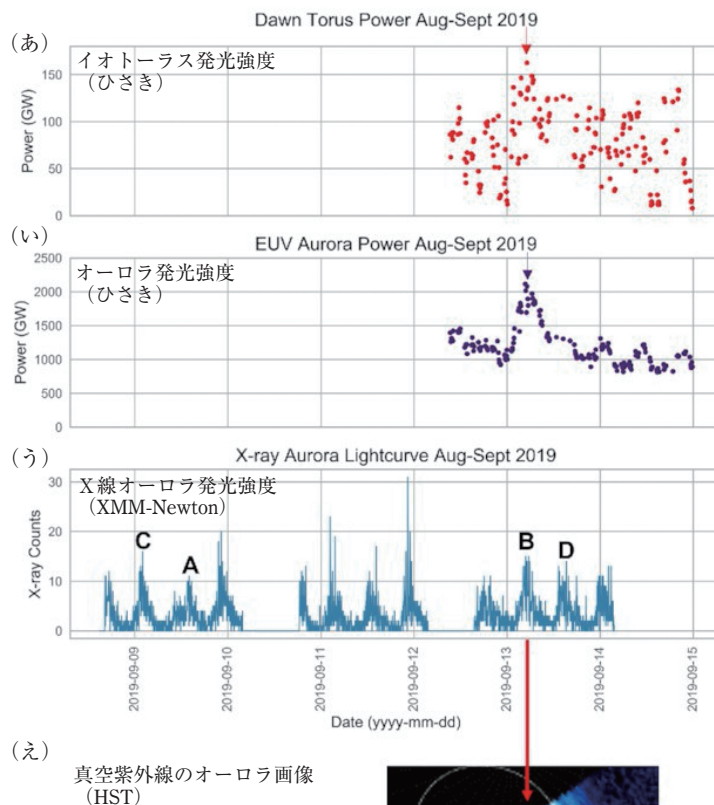 Dawn Torus Power Aug-Sept 2019
(あ)
イオトーラス発光強度
(ひさき)
150
100
50
0
Power (GW)
(い)
EUV Aurora Power Aug-Sept 2019
オーロラ発光強度
(ひさき)
2500
2000
1500
1000
500
0
Power (GW)
(う)
X-ray Aurora Lightcurve Aug-Sept 2019
X線オーロラ発光強度
(XMM-Newton)
30
20
10
0
X-ray Counts
C
A
B
D
2019-09-09
2019-09-10
2019-09-11
2019-09-12
2019-09-13
2019-09-14
2019-09-15
Date (yyyy-mm-dd)
(え)
真空紫外線のオーロラ画像
(HST)